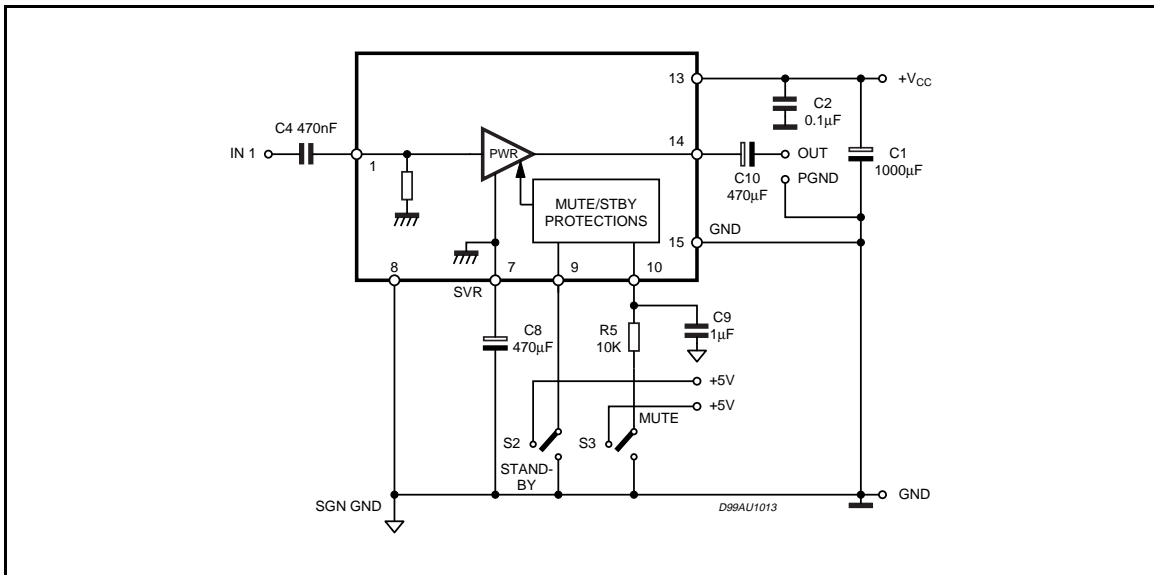 13
+VCC
C2
0.1µF
C4 470nF
14
IN 1
1
PWR
OUT
C1
1000µF
C10
470µF
PGND
MUTE/STBY
PROTECTIONS
15
GND
8
7
9
10
SVR
C8
470µF
R5
10K
C9
1µF
+5V
+5V
MUTE
S2
S3
STAND-
BY
SGN GND
D99AU1013
GND